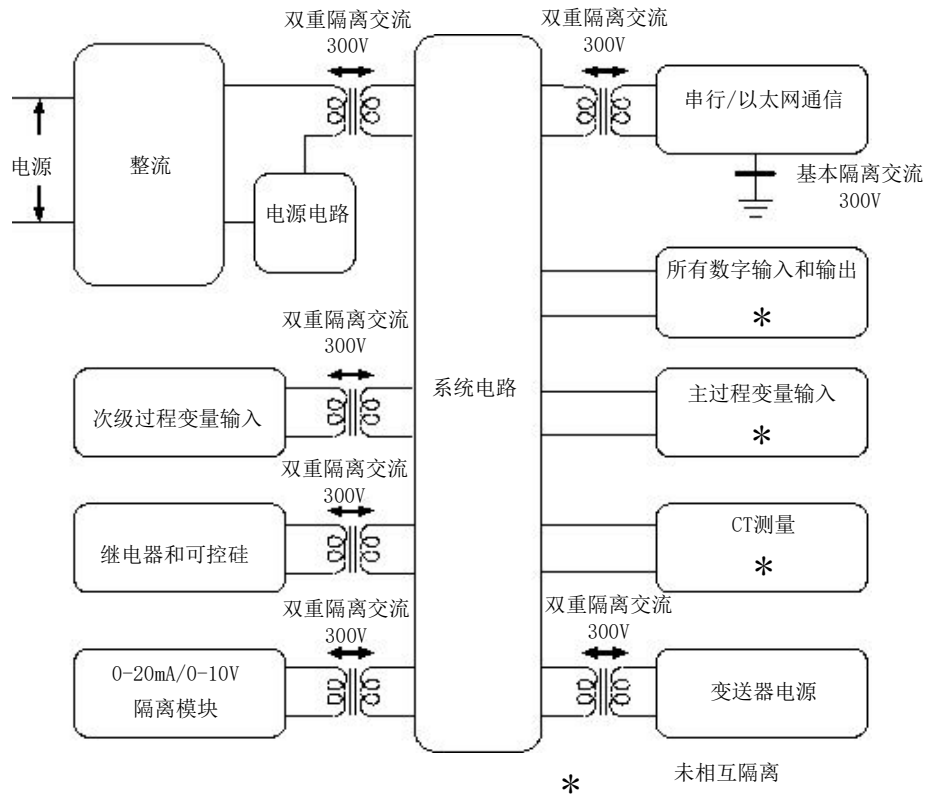 双重隔离交流
300V
双重隔离交流
300V
电源
整流
电源电路
串行/以太网通信
基本隔离交流
300V
所有数字输入和输出
*
双重隔离交流
300V
次级过程变量输入
系统电路
主过程变量输入
*
双重隔离交流
300V
继电器和可控硅
CT测量
*
双重隔离交流
300V
双重隔离交流
300V
0-20mA/0-10V
隔离模块
变送器电源
* 未相互隔离